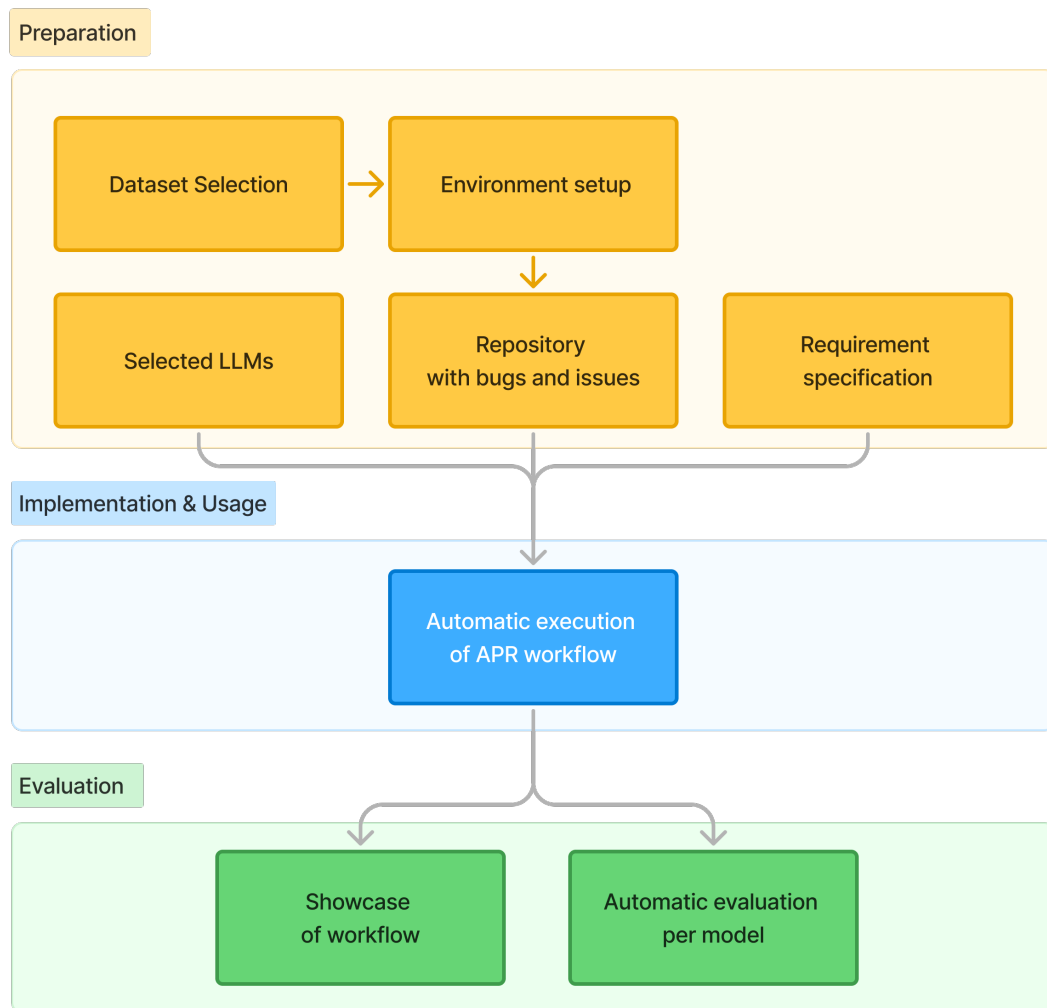 Preparation
Dataset Selection
Environment setup
Selected LLMs
Repository
with bugs and issues
Requirement
specification
Implementation & Usage
Automatic execution
of APR workflow
Evaluation
Showcase
of workflow
Automatic evaluation
per model